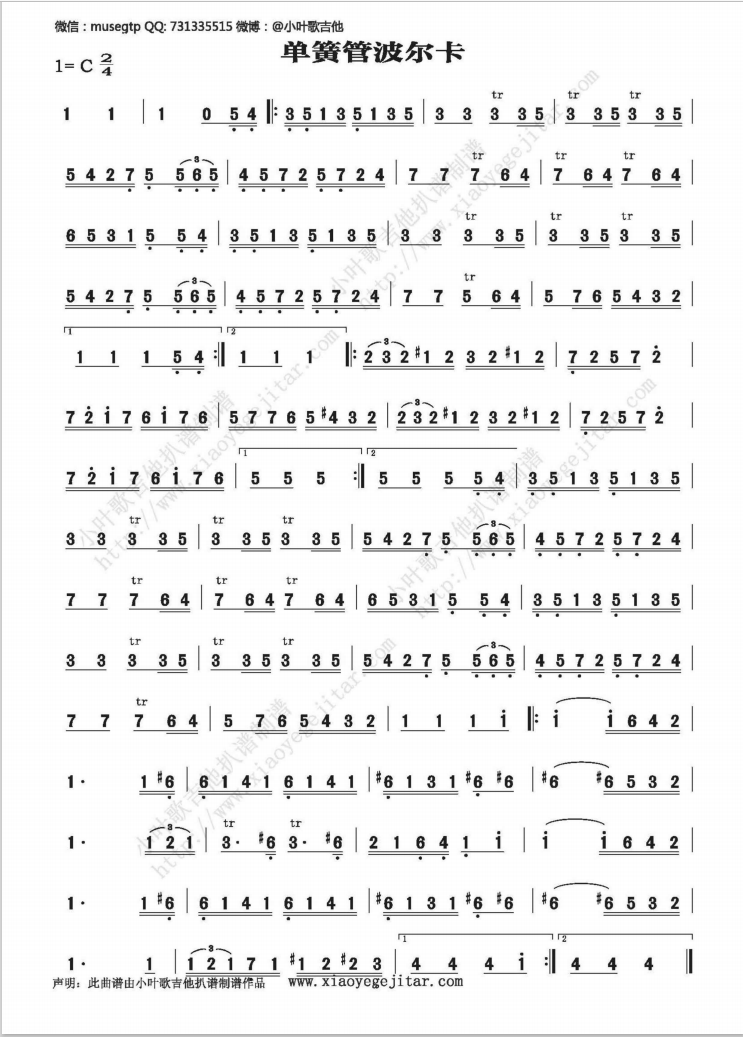 微信：musegtp QQ: 731335515 微博：@小叶歌吉他
单簧管波尔卡
1= C 2/4
1 1 | 1 0 5 4 |: 3 5 1 3 5 1 3 5 | 3 3 tr 3 3 5 | 3 3 5 tr 3 3 5 |
5 4 2 7 5 3 5 6 5 | 4 5 7 2 5 7 2 4 | 7 7 tr 7 6 4 | 7 6 4 tr 7 6 4 |
6 5 3 1 5 5 4 | 3 5 1 3 5 1 3 5 | 3 3 tr 3 3 5 | 3 3 5 tr 3 3 5 |
5 4 2 7 5 3 5 6 5 | 4 5 7 2 5 7 2 4 | 7 7 tr 5 6 4 | 5 7 6 5 4 3 2 |
1 1 1 1 5 4 :| 2 1 1 1 |: 3 2 3 2 #1 2 3 2 #1 2 | 7 2 5 7 2 |
7 2 1 7 6 1 7 6 | 5 7 7 6 5 #4 3 2 | 3 2 3 2 #1 2 3 2 #1 2 | 7 2 5 7 2 |
7 2 1 7 6 1 7 6 | 1 5 5 5 :| 2 5 5 5 5 4 | 3 5 1 3 5 1 3 5 |
3 3 tr 3 3 5 | 3 3 5 tr 3 3 5 | 5 4 2 7 5 3 5 6 5 | 4 5 7 2 5 7 2 4 |
7 7 tr 7 6 4 | tr 7 6 4 tr 7 6 4 | 6 5 3 1 5 5 4 | 3 5 1 3 5 1 3 5 |
3 3 tr 3 3 5 | 3 3 5 tr 3 3 5 | 5 4 2 7 5 3 5 6 5 | 4 5 7 2 5 7 2 4 |
7 7 tr 7 6 4 | 5 7 6 5 4 3 2 | 1 1 1 i |: i i 6 4 2 |
1· 1 #6 | 6 1 4 1 6 1 4 1 | #6 1 3 1 #6 #6 | #6 #6 5 3 2 |
1· 3 1 2 1 | tr 3· #6 tr 3· #6 | 2 1 6 4 1 i | i i 6 4 2 |
1· 1 #6 | 6 1 4 1 6 1 4 1 | #6 1 3 1 #6 #6 | #6 #6 5 3 2 |
1· 1 | 3 1 2 1 7 1 | #1 2 #2 3 | 1 4 4 4 i :| 2 4 4 4 |
声明：此曲谱由小叶歌吉他扒谱制谱作品 www.xiaoyegejitar.com
小叶歌吉他扒谱制谱
http://www.xiaoyegejitar.com